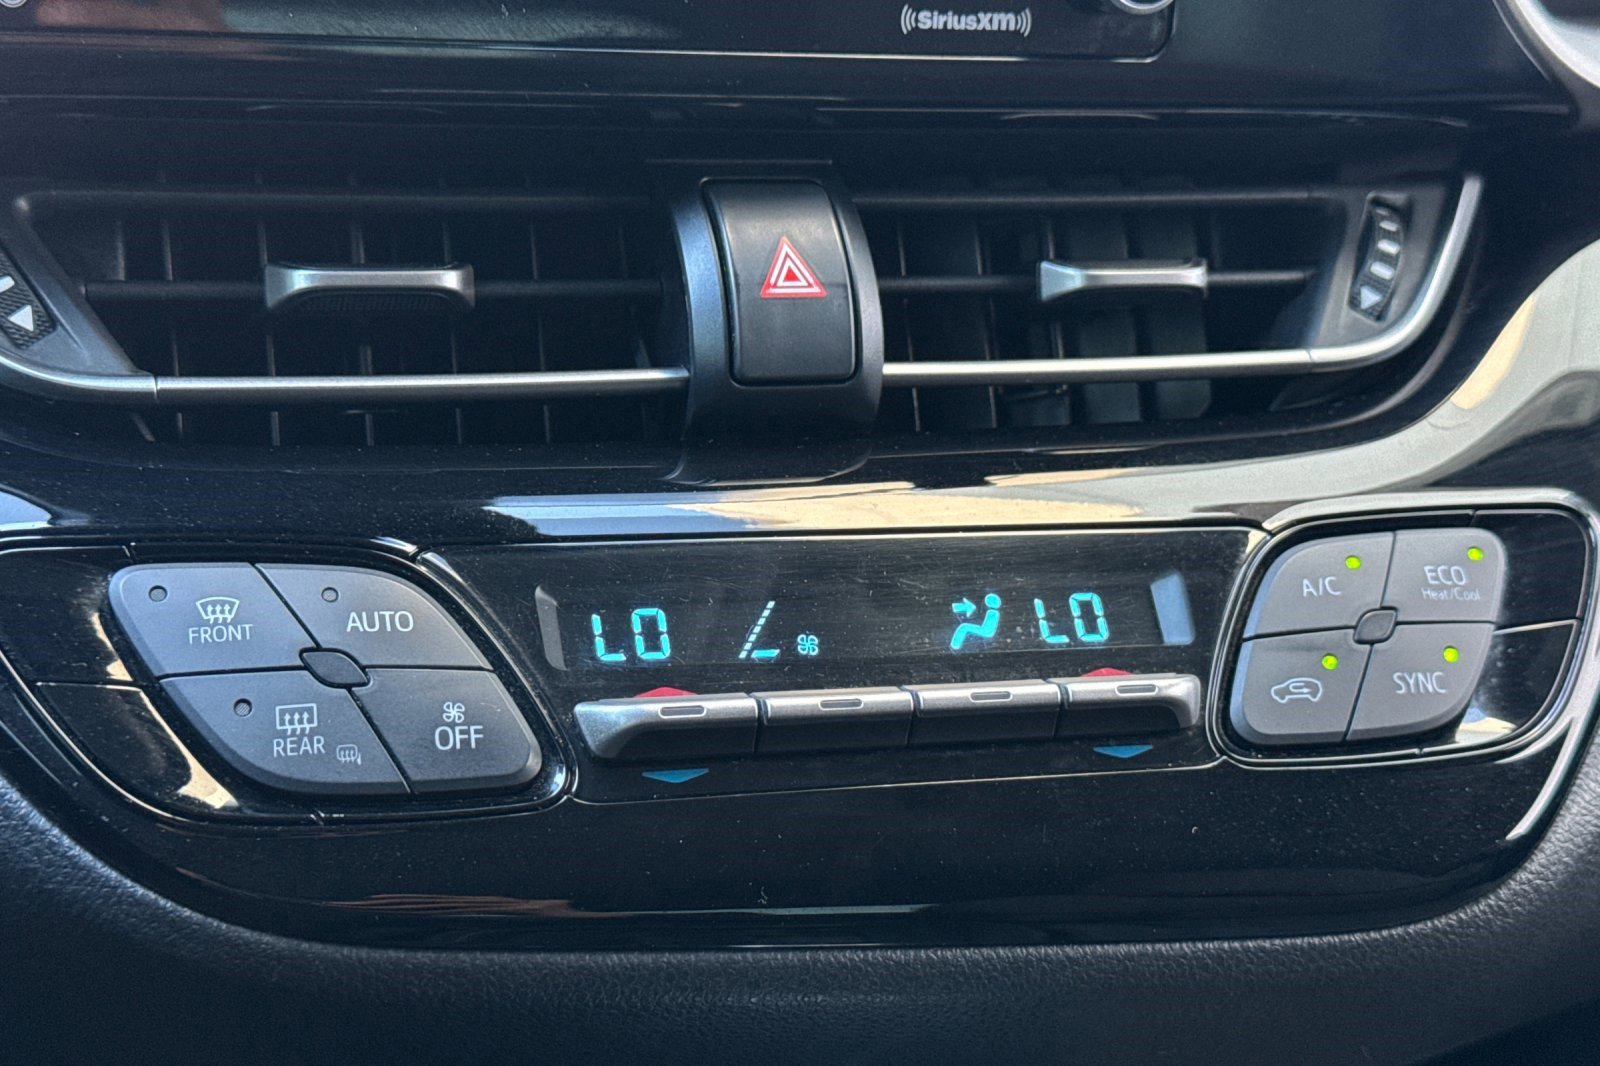 SiriusXM
FRONT
AUTO
REAR
OFF
LO
LO
A/C
ECO
Heat/Cool
SYNC